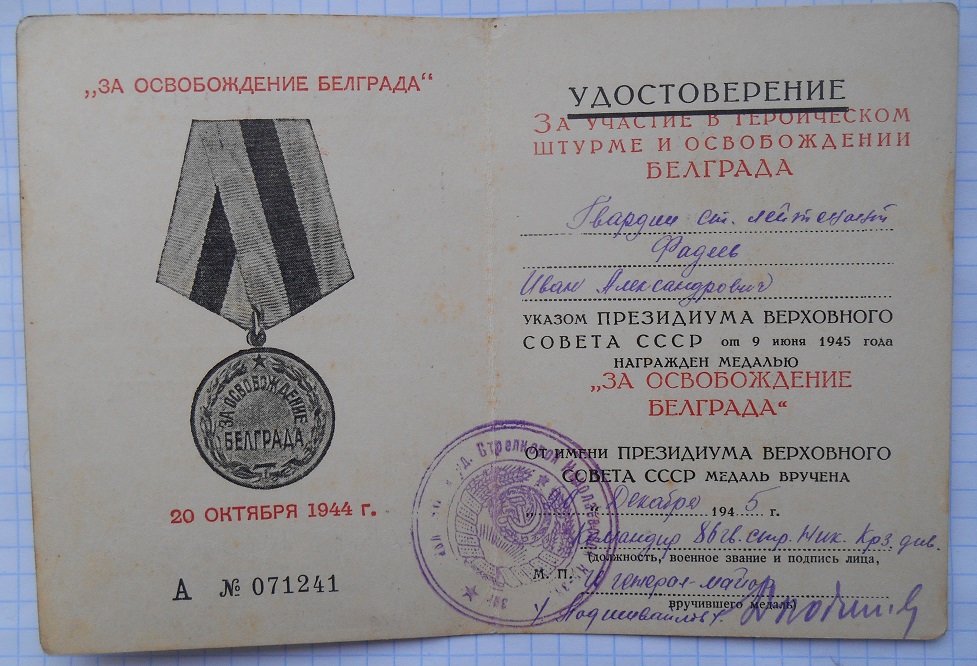 „ЗА ОСВОБОЖДЕНИЕ БЕЛГРАДА“
ЗА ОСВОБОЖДЕНИЕ
БЕЛГРАДА
20 ОКТЯБРЯ 1944 г.
А № 071241
УДОСТОВЕРЕНИЕ
ЗА УЧАСТИЕ В ГЕРОИЧЕСКОМ
ШТУРМЕ И ОСВОБОЖДЕНИИ
БЕЛГРАДА
Гвардии ст. лейтенант
Фадеев
Иван Александрович
УКАЗОМ ПРЕЗИДИУМА ВЕРХОВНОГО
СОВЕТА СССР от 9 июня 1945 года
НАГРАЖДЕН МЕДАЛЬЮ
„ЗА ОСВОБОЖДЕНИЕ
БЕЛГРАДА“
ОТ ИМЕНИ ПРЕЗИДИУМА ВЕРХОВНОГО
СОВЕТА СССР МЕДАЛЬ ВРУЧЕНА
Декабря 1945 г.
Командир 86 гв. стр. Ник. Крз. див.
(должность, военное звание и подпись лица,
М. П. генерал-майор
вручившего медаль)
Стрелковой